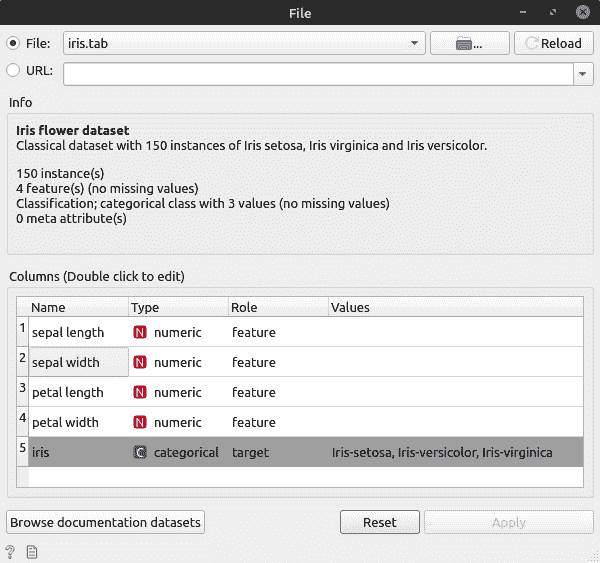 File
File: iris.tab ... Reload
URL:
Info
Iris flower dataset
Classical dataset with 150 instances of Iris setosa, Iris virginica and Iris versicolor.
150 instance(s)
4 feature(s) (no missing values)
Classification; categorical class with 3 values (no missing values)
0 meta attribute(s)
Columns (Double click to edit)
Name Type Role Values
1 sepal length N numeric feature
2 sepal width N numeric feature
3 petal length N numeric feature
4 petal width N numeric feature
5 iris C categorical target Iris-setosa, Iris-versicolor, Iris-virginica
Browse documentation datasets Reset Apply
?